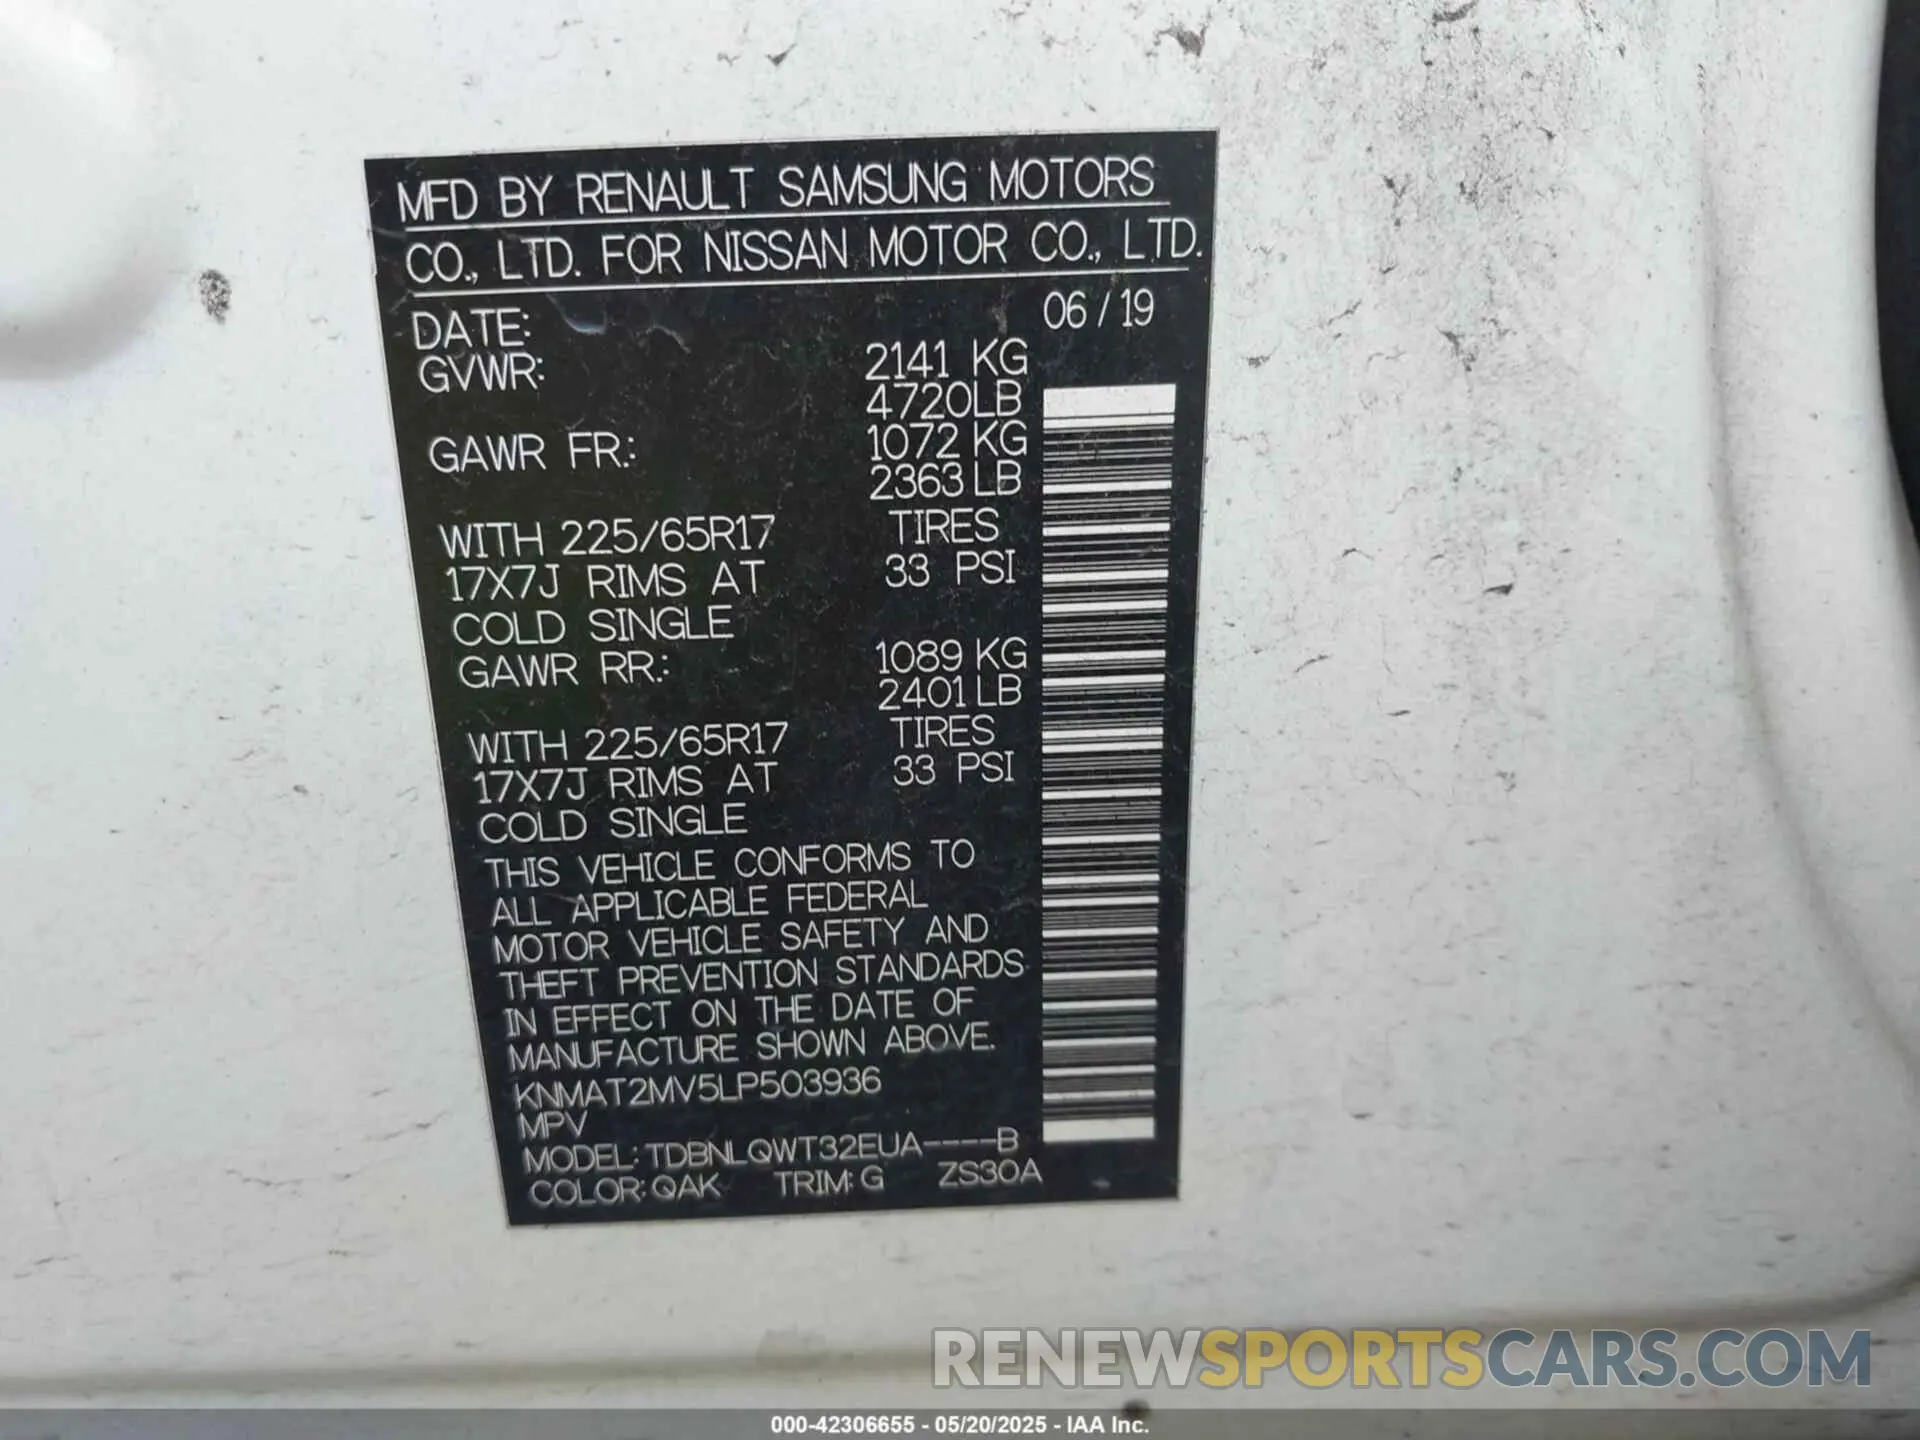 MFD BY RENAULT SAMSUNG MOTORS
CO., LTD. FOR NISSAN MOTOR CO., LTD.
DATE: 06 / 19
GVWR: 2141 KG
4720LB
GAWR FR.: 1072 KG
2363 LB
WITH 225/65R17 TIRES
17X7J RIMS AT 33 PSI
COLD SINGLE
GAWR RR.: 1089 KG
2401 LB
WITH 225/65R17 TIRES
17X7J RIMS AT 33 PSI
COLD SINGLE
THIS VEHICLE CONFORMS TO
ALL APPLICABLE FEDERAL
MOTOR VEHICLE SAFETY AND
THEFT PREVENTION STANDARDS
IN EFFECT ON THE DATE OF
MANUFACTURE SHOWN ABOVE.
KNMAT2MV5LP503936
MPV
MODEL: TDBNLQWT32EUA----B
COLOR: QAK TRIM: G ZS30A
RENEWSPORTSCARS.COM
000-42306655 - 05/20/2025 - IAA Inc.